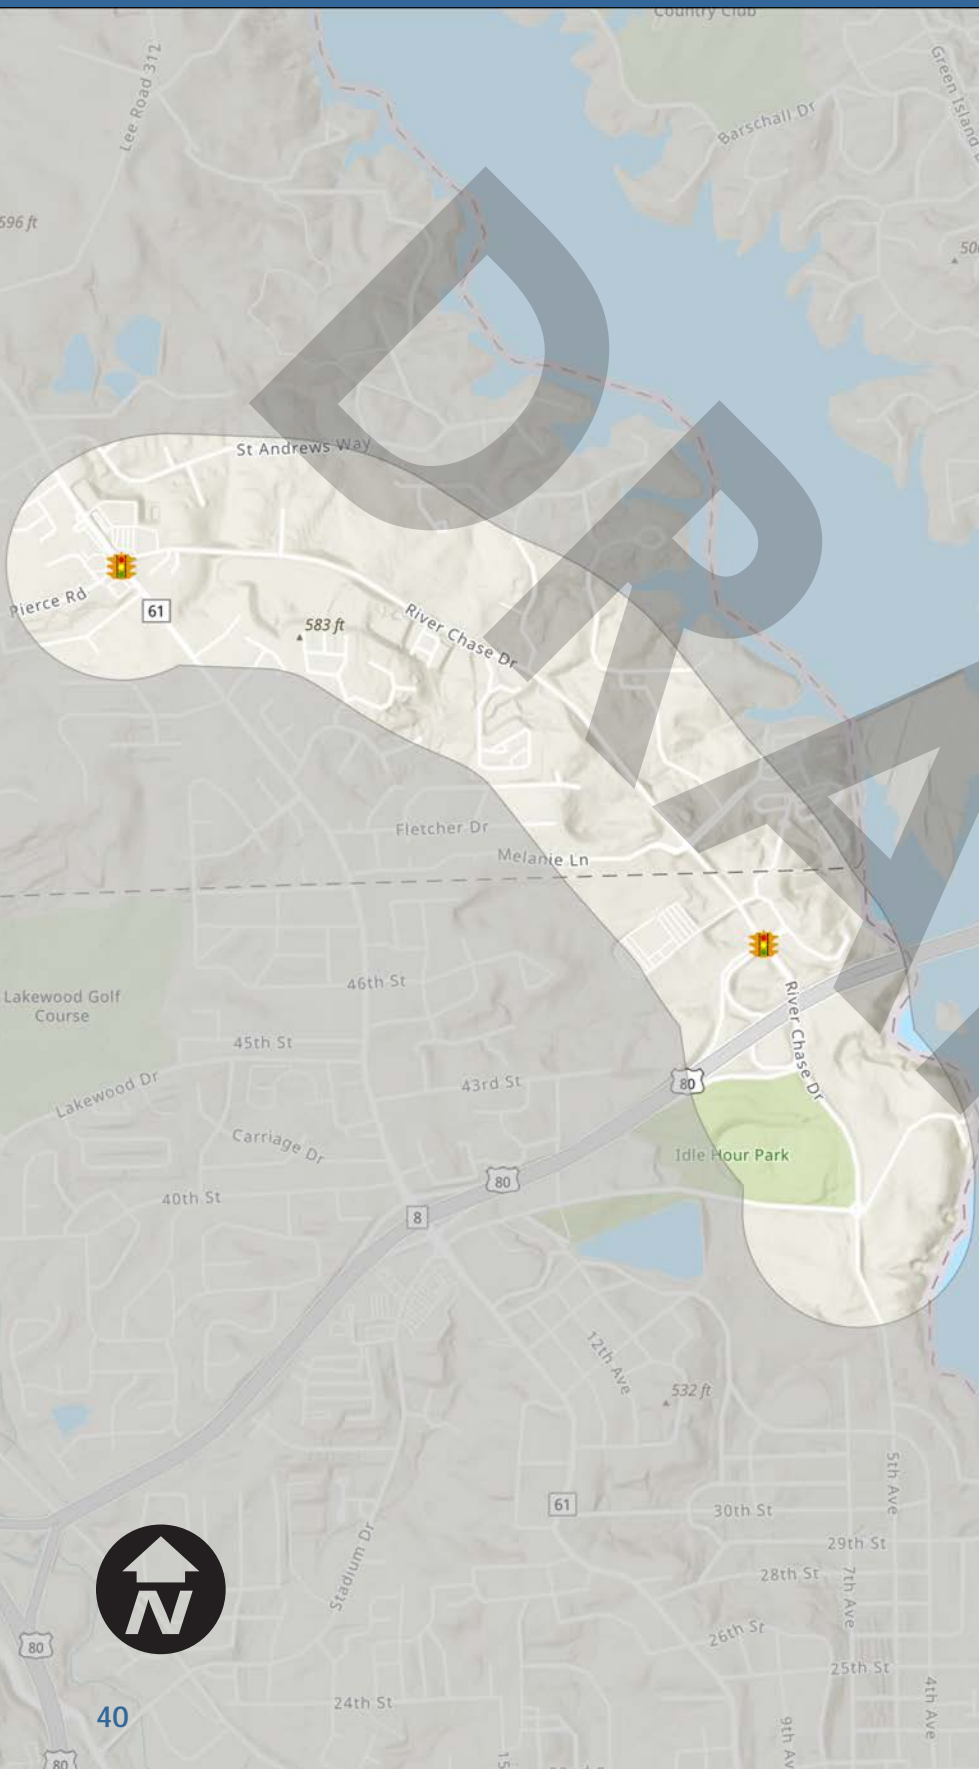 Country Club
Lee Road 312
Green Island
Barschall Dr
596 ft
St Andrews Way
Pierce Rd
61
583 ft
River Chase Dr
Fletcher Dr
Melanie Ln
46th St
Lakewood Golf
Course
River Chase Dr
45th St
43rd St
80
Lakewood Dr
Carriage Dr
Idle Hour Park
80
40th St
8
12th Ave
532 ft
5th Ave
61
30th St
Stadium Dr
29th St
28th St
7th Ave
N
26th St
80
25th St
24th St
4th Ave
40
9th Av
15
80
DRA